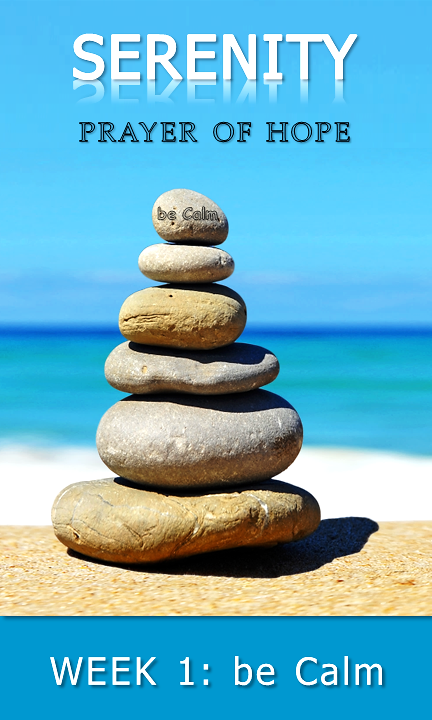 SERENITY
PRAYER OF HOPE
be Calm
WEEK 1: be Calm